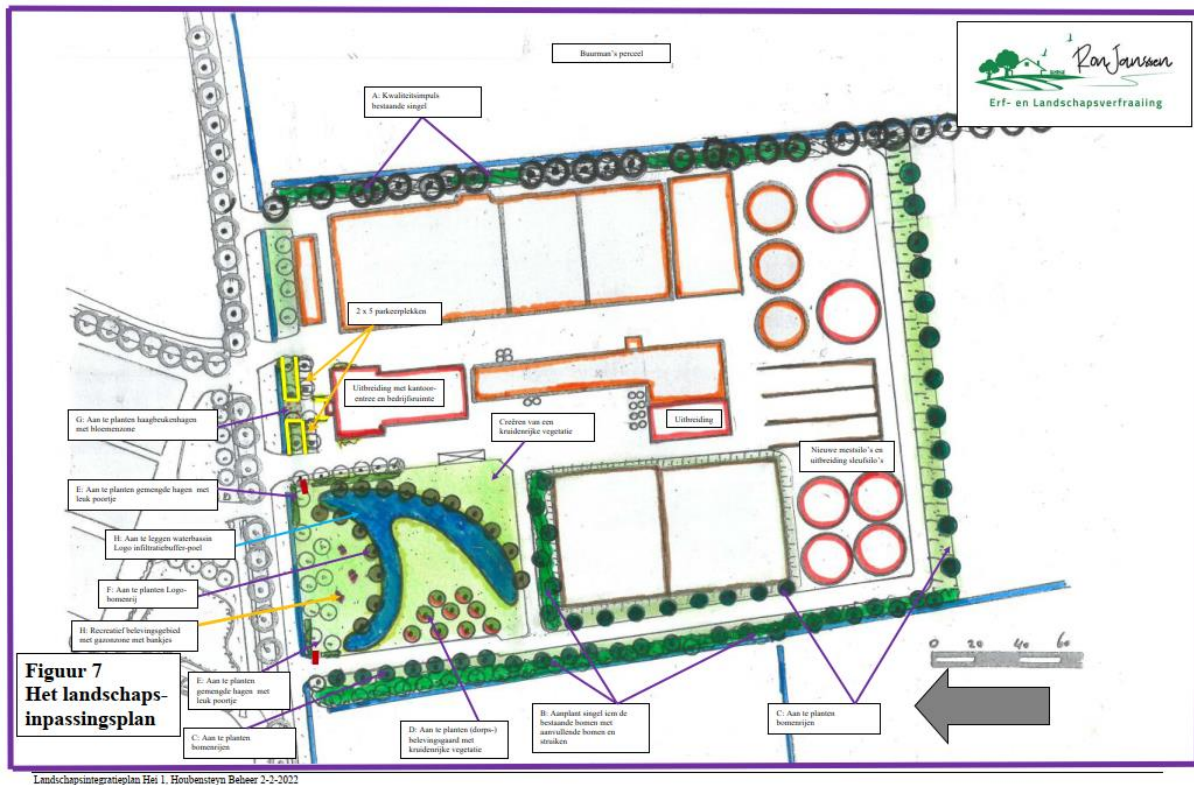 Buurman's perceel
Ron Janssen
Erf- en Landschapsverfraaiing
A: Kwaliteitsimpuls
bestaande singel
2 x 5 parkeerplekken
Uitbreiding met kantoor-
entree en bedrijfsruimte
Creëren van een
kruidenrijke vegetatie
Uitbreiding
G: Aan te planten haagbeukenhagen
met bloemenzone
Nieuwe mestsilo's en
uitbreiding sleufsilo's
E: Aan te planten gemengde hagen met
leuk poortje
H: Aan te leggen waterbassin
Logo infiltratiebuffer-poel
F: Aan te planten Logo-
bomenrij
H: Recreatief belevingsgebied
met gazonzone met bankjes
0 20 40 60
Figuur 7
Het landschaps-
inpassingsplan
E: Aan te planten
gemengde hagen met
leuk poortje
C: Aan te planten
bomenrijen
D: Aan te planten (dorps-)
belevingsgaard met
kruidenrijke vegetatie
B: Aanplant singel icm de
bestaande bomen met
aanvullende bomen en
struiken
C: Aan te planten
bomenrijen
Landschapsintegratieplan Hei 1, Houbensteyn Beheer 2-2-2022